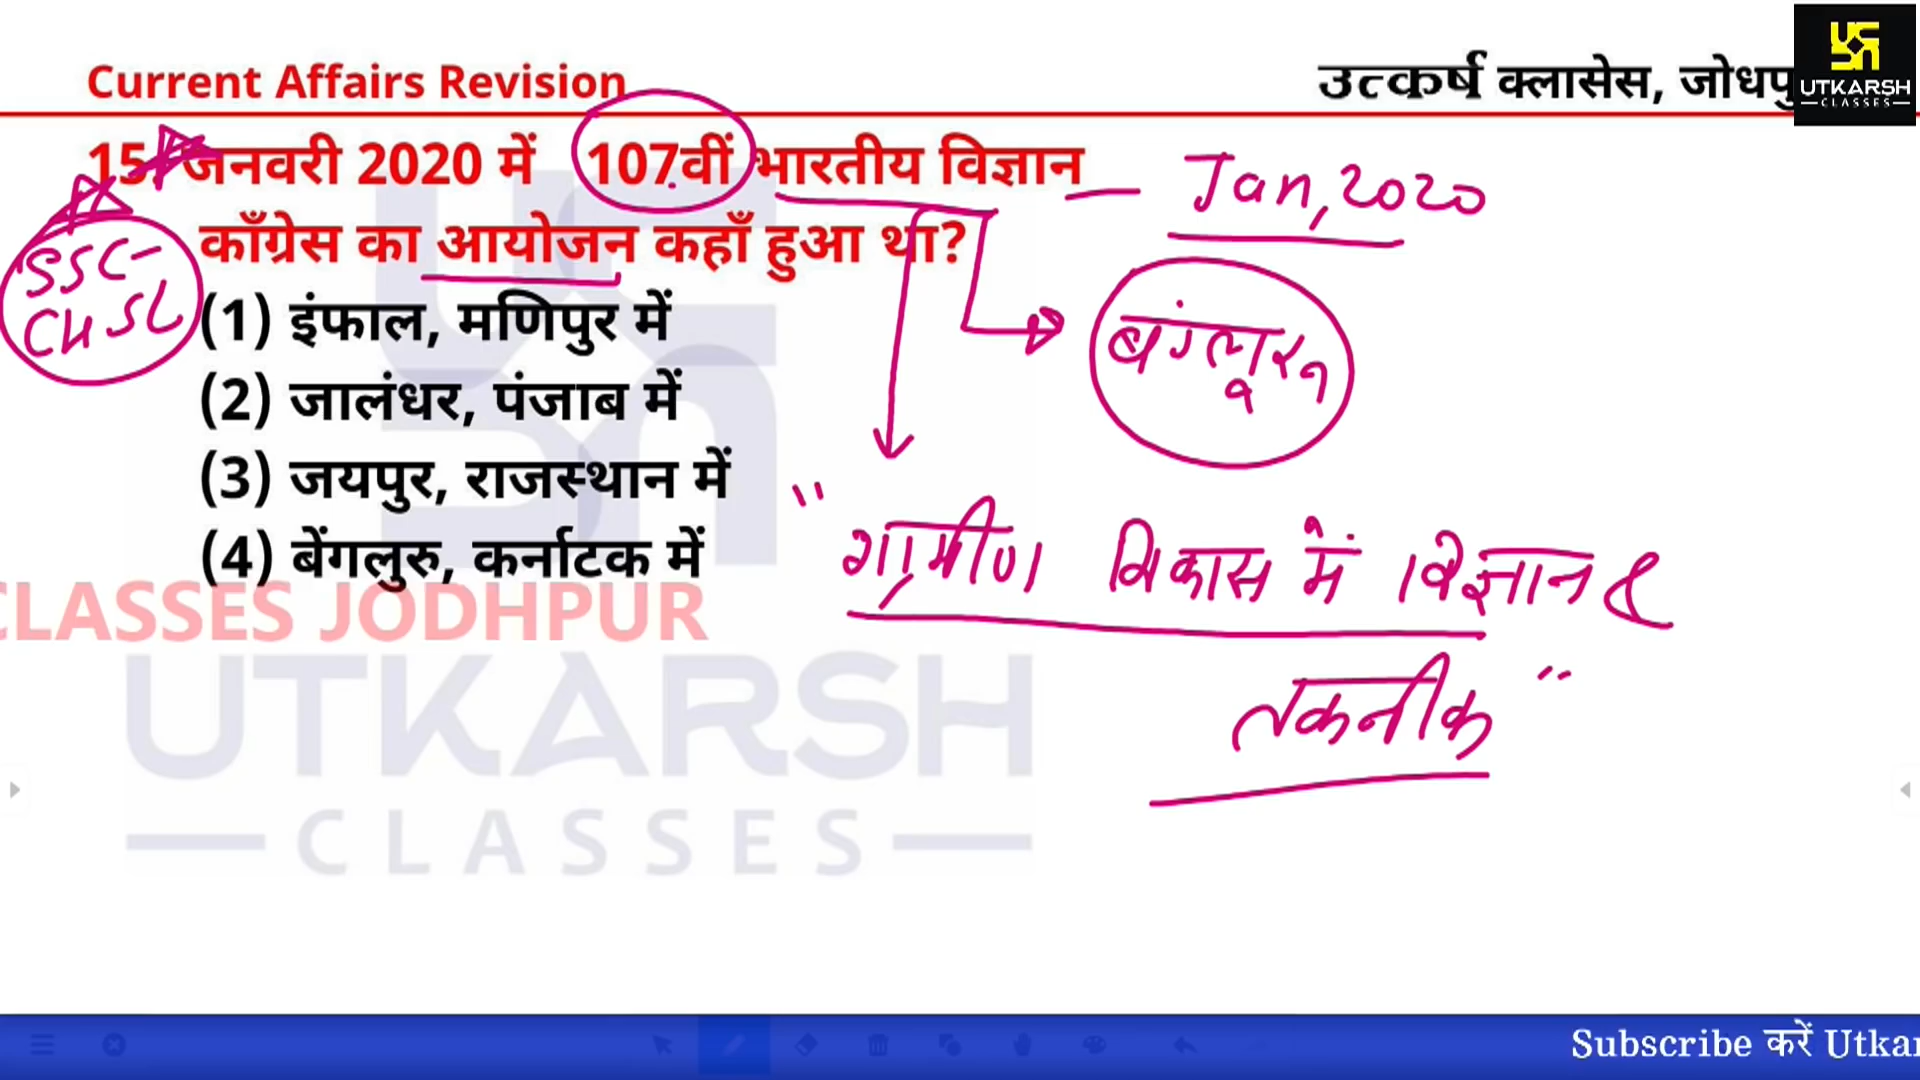 Current Affairs Revision
उत्कर्ष क्लासेस, जोधपु
UTKARSH
CLASSES
15. जनवरी 2020 में 107वीं भारतीय विज्ञान
काँग्रेस का आयोजन कहाँ हुआ था?
Jan, 2020
SSC-
CHSL
(1) इंफाल, मणिपुर में
(2) जालंधर, पंजाब में
(3) जयपुर, राजस्थान में
(4) बेंगलुरु, कर्नाटक में
"ग्रामीण विकास में विज्ञान &
तकनीक"
CLASSES JODHPUR
UTKARSH
CLASSES
Subscribe करें Utka